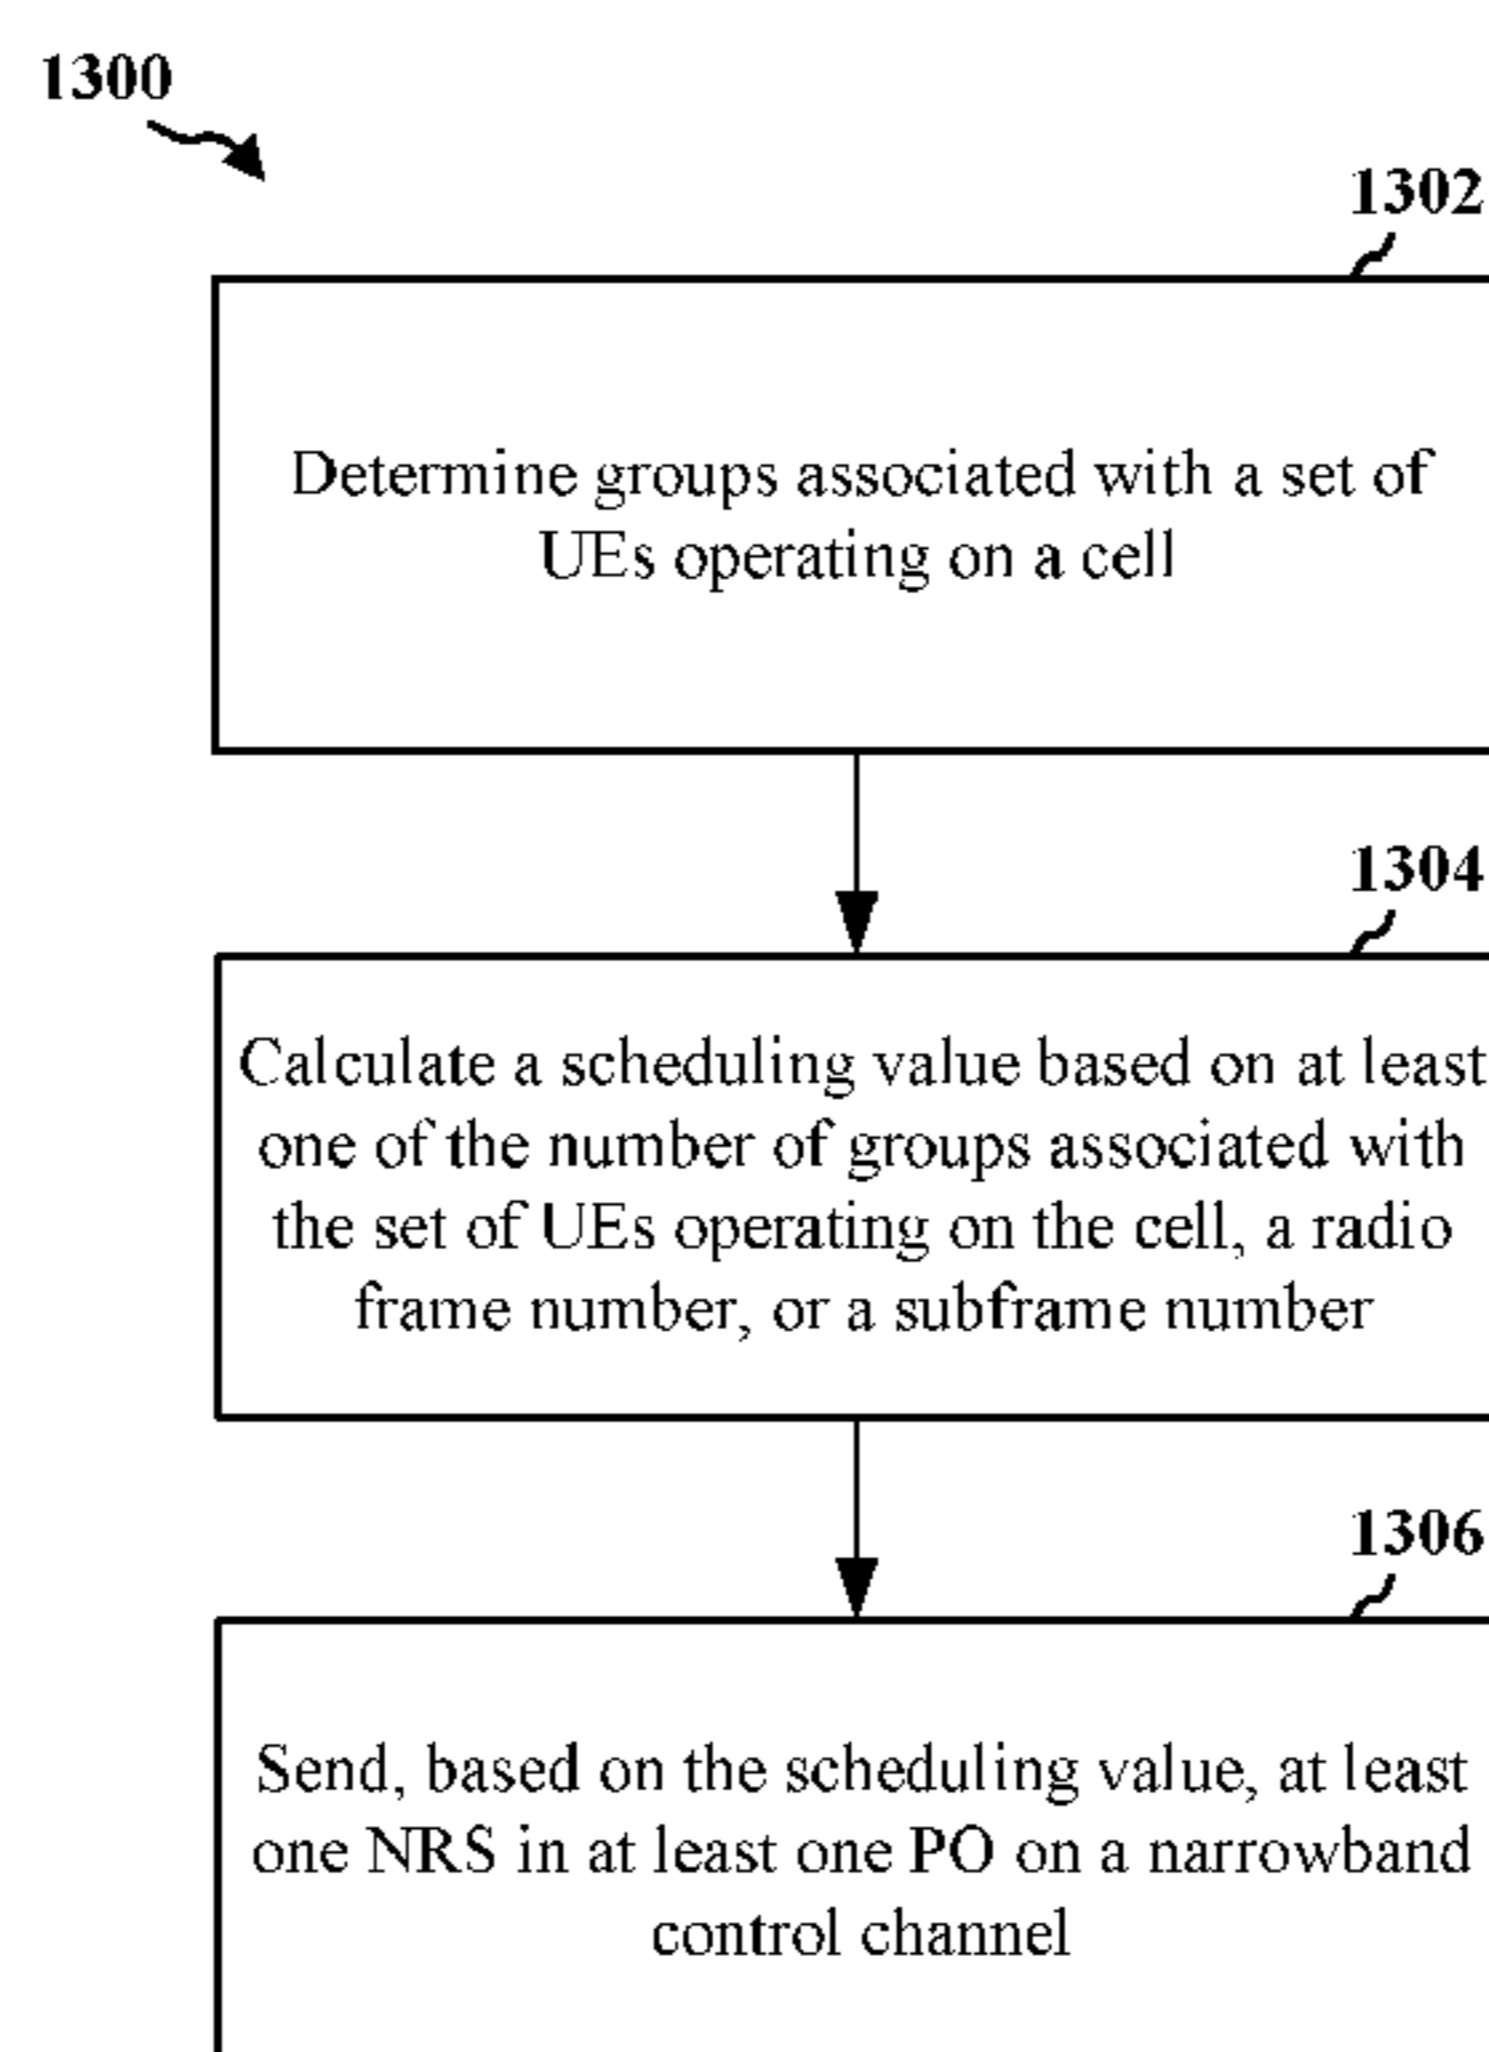 1300
1302
Determine groups associated with a set of
UEs operating on a cell
1304
Calculate a scheduling value based on at least
one of the number of groups associated with
the set of UEs operating on the cell, a radio
frame number, or a subframe number
1306
Send, based on the scheduling value, at least
one NRS in at least one PO on a narrowband
control channel